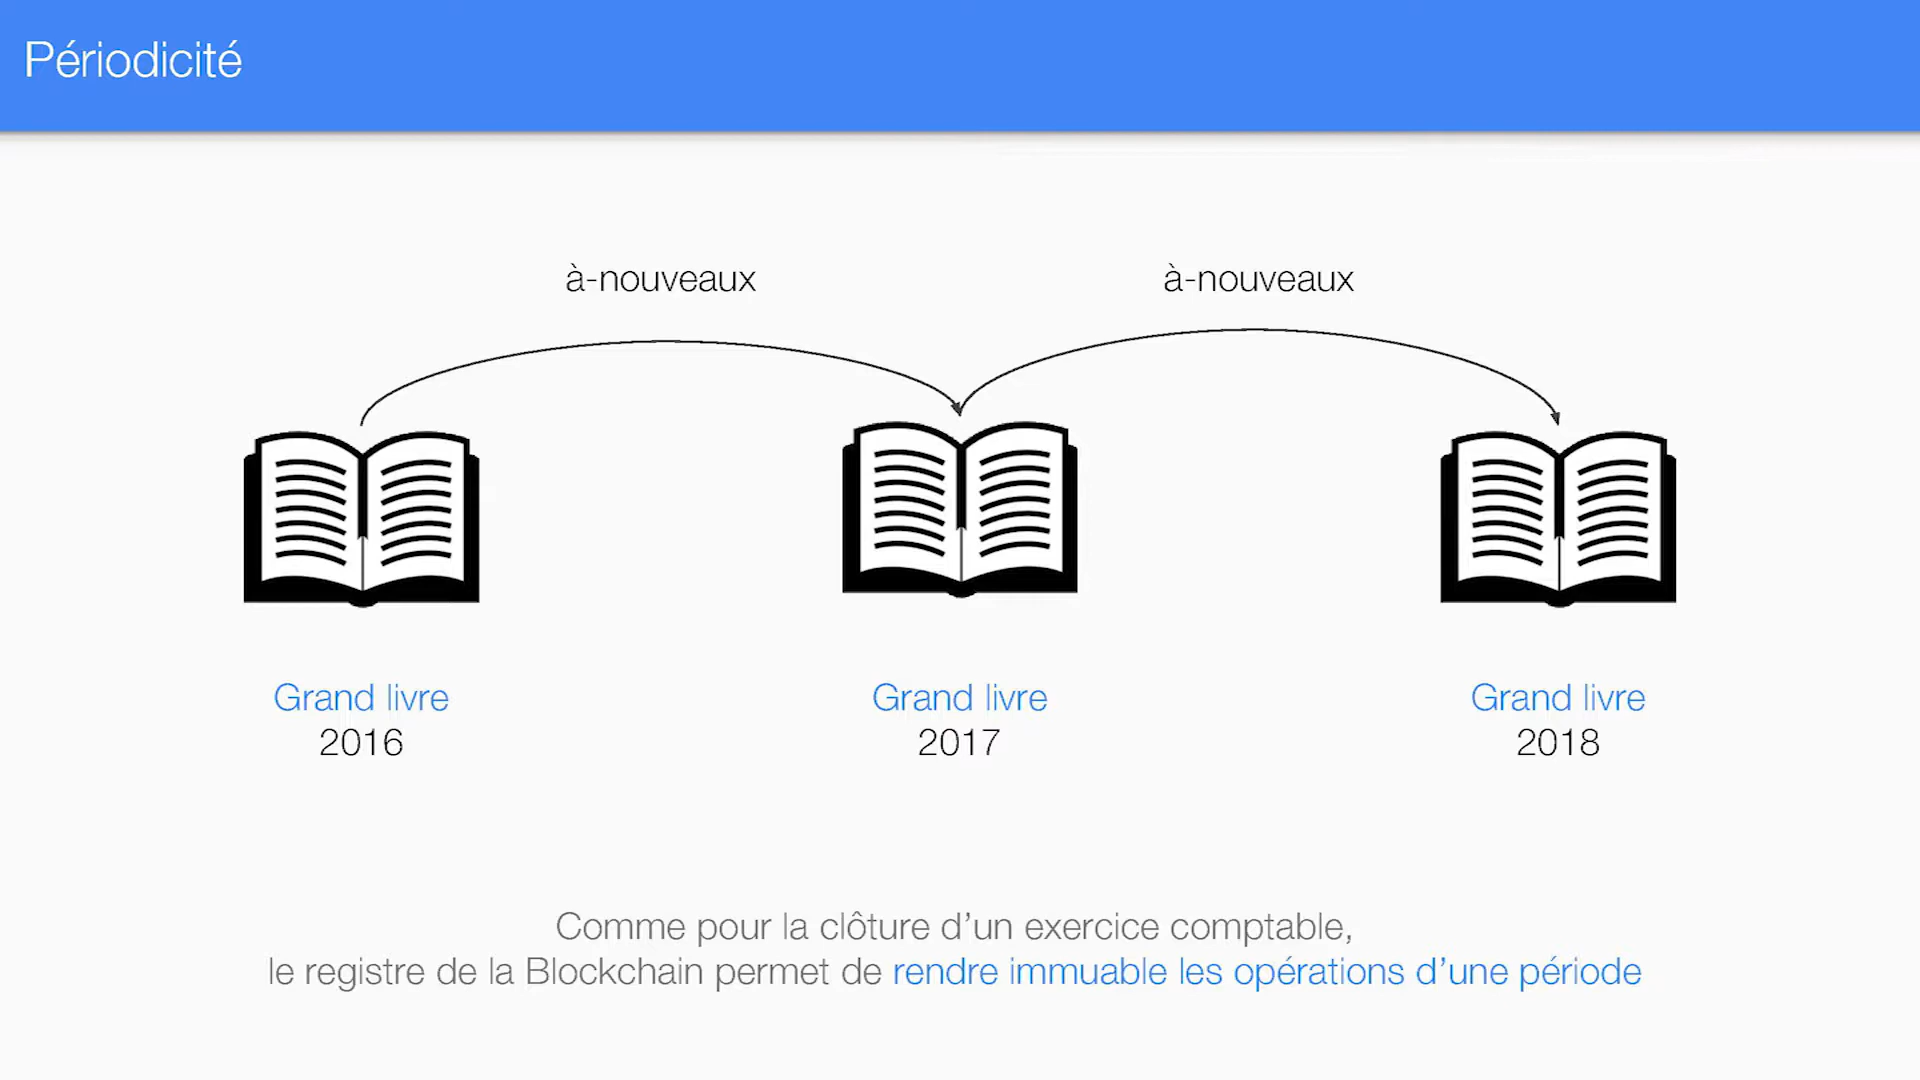 Périodicité
à-nouveaux
à-nouveaux
Grand livre
2016
Grand livre
2017
Grand livre
2018
Comme pour la clôture d’un exercice comptable,
le registre de la Blockchain permet de rendre immuable les opérations d’une période